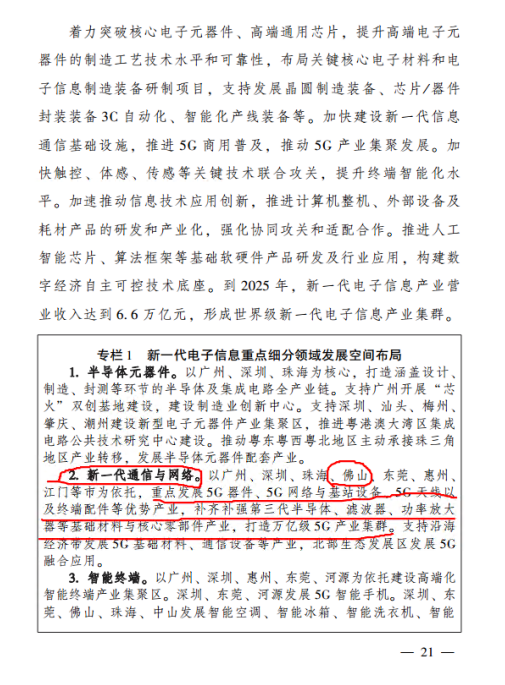 着力突破核心电子元器件、高端通用芯片，提升高端电子元
器件的制造工艺技术水平和可靠性，布局关键核心电子材料和电
子信息制造装备研制项目，支持发展晶圆制造装备、芯片/器件
封装装备 3C 自动化、智能化产线装备等。加快建设新一代信息
通信基础设施，推进 5G 商用普及，推动 5G 产业集聚发展。加
快触控、体感、传感等关键技术联合攻关，提升终端智能化水
平。加速推动信息技术应用创新，推进计算机整机、外部设备及
耗材产品的研发和产业化，强化协同攻关和适配合作。推进人工
智能芯片、算法框架等基础软硬件产品研发及行业应用，构建数
字经济自主可控技术底座。到 2025 年，新一代电子信息产业营
业收入达到 6.6 万亿元，形成世界级新一代电子信息产业集群。
专栏 1 新一代电子信息重点细分领域发展空间布局
1. 半导体元器件。以广州、深圳、珠海为核心，打造涵盖设计、
制造、封测等环节的半导体及集成电路全产业链。支持广州开展“芯
火”双创基地建设，建设制造业创新中心。支持深圳、汕头、梅州、
肇庆、潮州建设新型电子元器件产业集聚区，推进粤港澳大湾区集成
电路公共技术研究中心建设。推动粤东粤西粤北地区主动承接珠三角
地区产业转移，发展半导体元器件配套产业。
2. 新一代通信与网络。以广州、深圳、珠海、佛山、东莞、惠州、
江门等市为依托，重点发展 5G 器件、5G 网络与基站设备、5G 天线以
及终端配件等优势产业，补齐补强第三代半导体、滤波器、功率放大
器等基础材料与核心零部件产业，打造万亿级 5G 产业集群。支持沿海
经济带发展 5G 基础材料、通信设备等产业，北部生态发展区发展 5G
融合应用。
3. 智能终端。以广州、深圳、惠州、东莞、河源为依托建设高端化
智能终端产业集聚区。深圳、东莞、河源发展 5G 智能手机。深圳、东
莞、佛山、珠海、中山发展智能空调、智能冰箱、智能洗衣机、智能
— 21 —